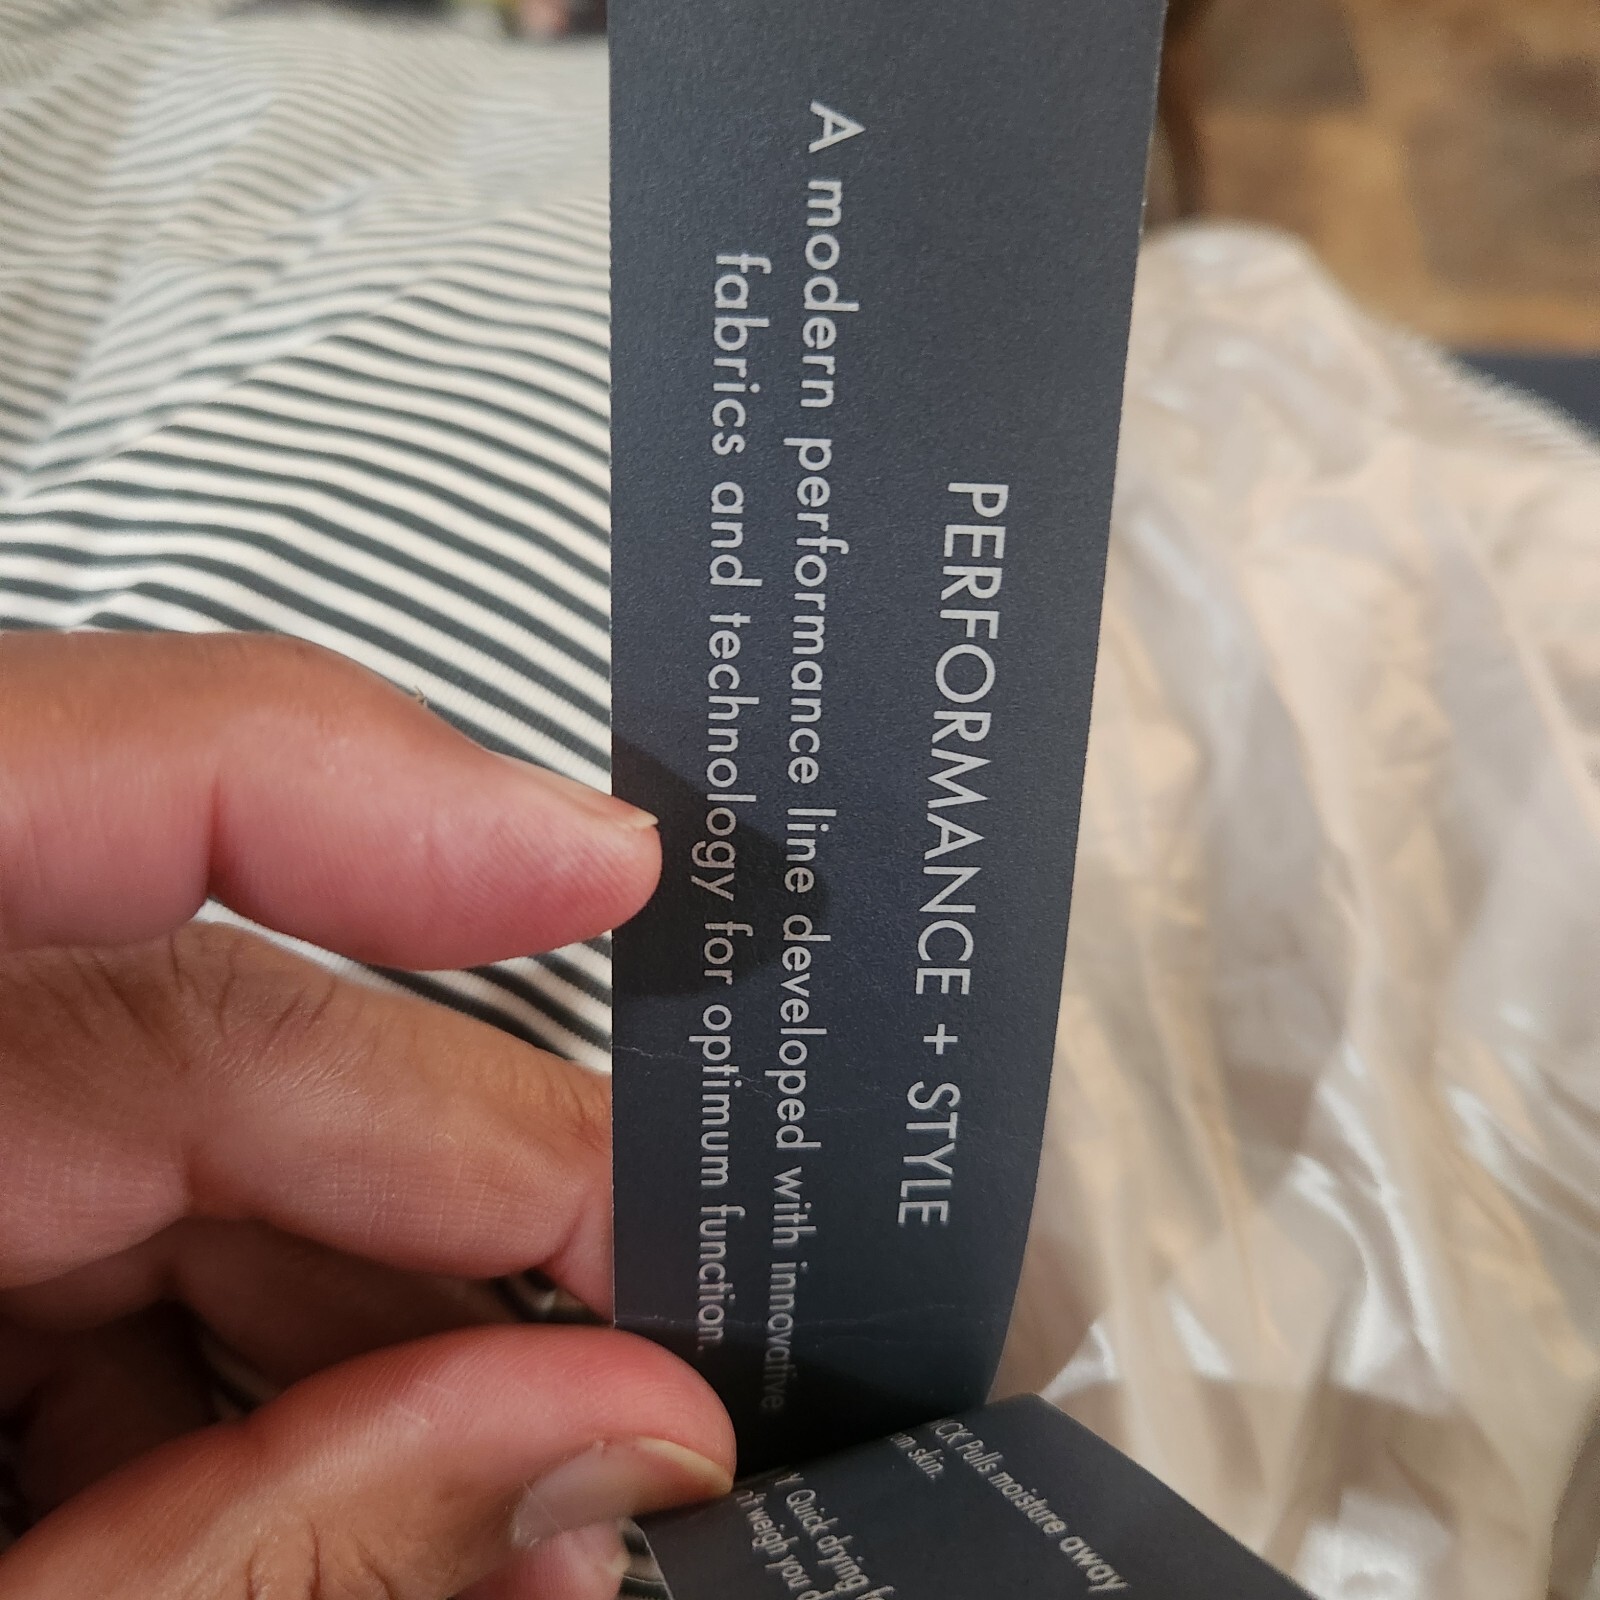 PERFORMANCE + STYLE
A modern performance line developed with innovative
fabrics and technology for optimum function.
Pulls moisture away
skin.
Quick drying
weigh you